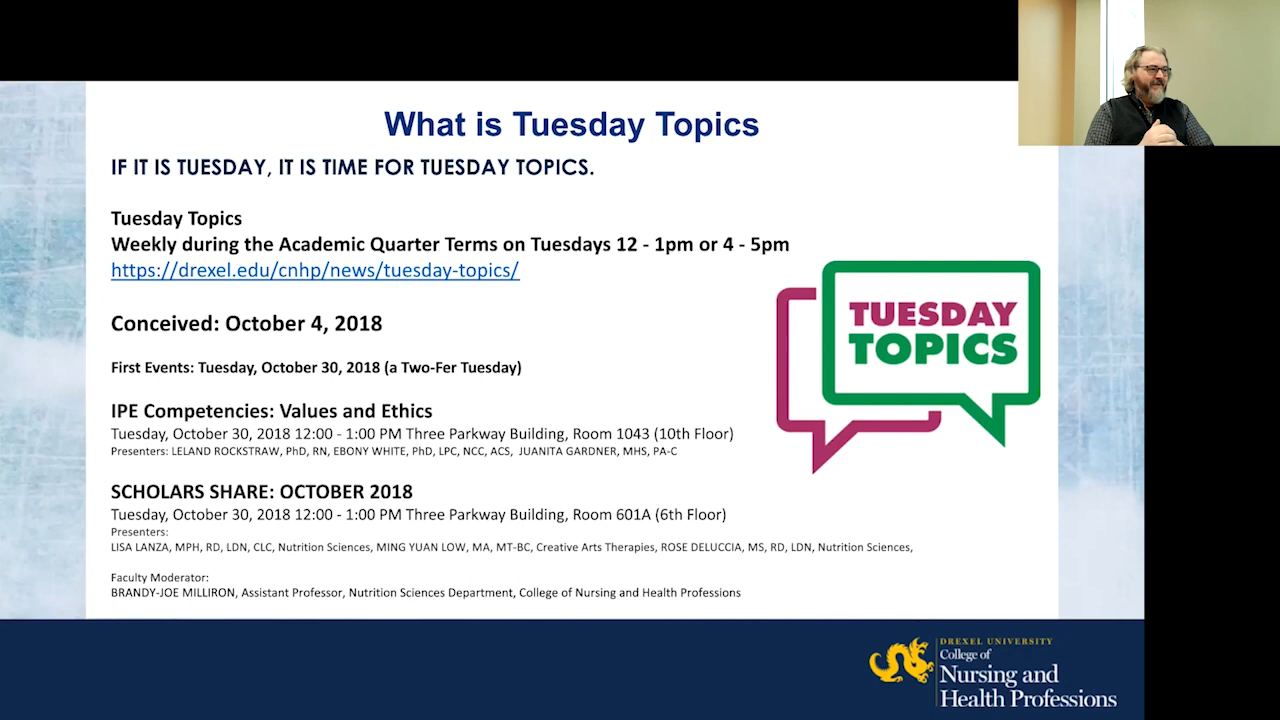 What is Tuesday Topics
IF IT IS TUESDAY, IT IS TIME FOR TUESDAY TOPICS.
Tuesday Topics
Weekly during the Academic Quarter Terms on Tuesdays 12 - 1pm or 4 - 5pm
https://drexel.edu/cnhp/news/tuesday-topics/
Conceived: October 4, 2018
First Events: Tuesday, October 30, 2018 (a Two-Fer Tuesday)
TUESDAY
TOPICS
IPE Competencies: Values and Ethics
Tuesday, October 30, 2018 12:00 - 1:00 PM Three Parkway Building, Room 1043 (10th Floor)
Presenters: LELAND ROCKSTRAW, PhD, RN, EBONY WHITE, PhD, LPC, NCC, ACS, JUANITA GARDNER, MHS, PA-C
SCHOLARS SHARE: OCTOBER 2018
Tuesday, October 30, 2018 12:00 - 1:00 PM Three Parkway Building, Room 601A (6th Floor)
Presenters:
LISA LANZA, MPH, RD, LDN, CLC, Nutrition Sciences, MING YUAN LOW, MA, MT-BC, Creative Arts Therapies, ROSE DELUCCIA, MS, RD, LDN, Nutrition Sciences,
Faculty Moderator:
BRANDY-JOE MILLIRON, Assistant Professor, Nutrition Sciences Department, College of Nursing and Health Professions
DREXEL UNIVERSITY
College of
Nursing and
Health Professions